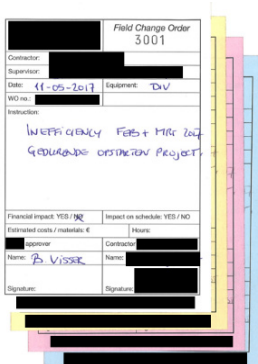 Field Change Order
3001
Contractor:
Supervisor:
Date: 11-05-2017 Equipment: DIV
WO no.:
Instruction:
INEFFICIENCY FEB + MRT 2017
GEDURENDE OPSTARTEN PROJECT.
Financial impact: YES / NO Impact on schedule: YES / NO
Estimated costs / materials: € Hours:
approver Contractor
Name: B. Visser Name:
Signature: Signature: